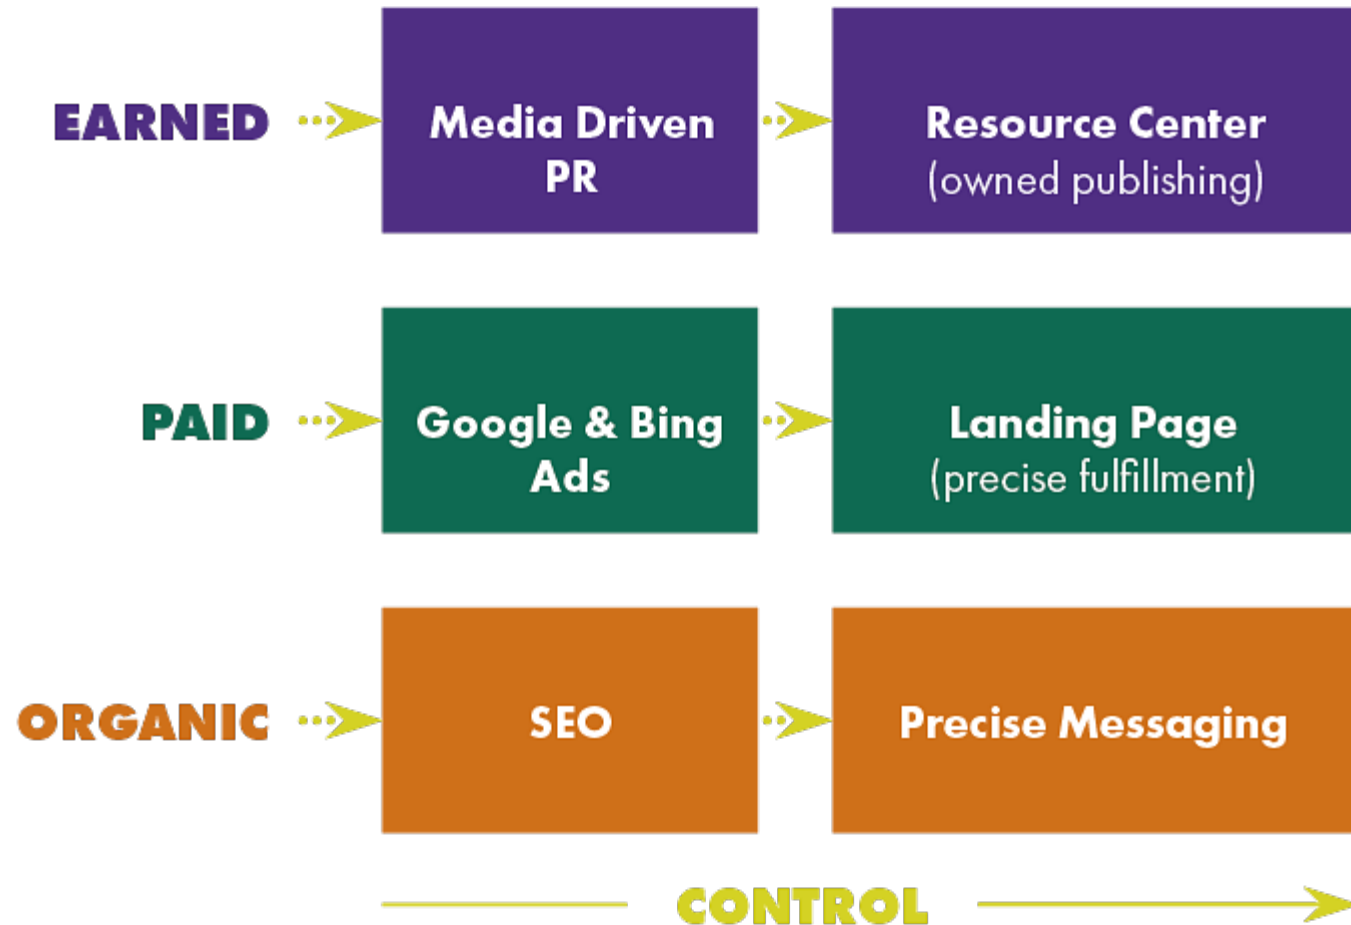 EARNED
Media Driven
PR
Resource Center
(owned publishing)
PAID
Google & Bing
Ads
Landing Page
(precise fulfillment)
ORGANIC
SEO
Precise Messaging
CONTROL